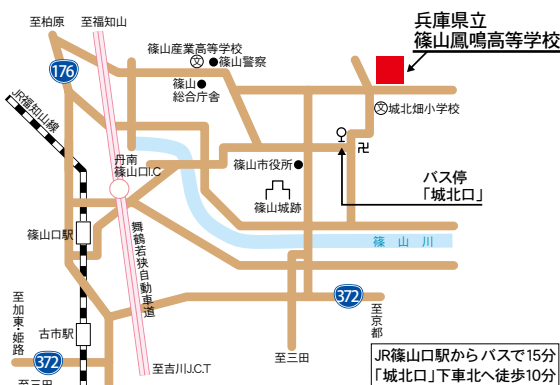 至柏原
至福知山
兵庫県立
篠山鳳鳴高等学校
篠山産業高等学校
文
篠山警察
176
篠山
総合庁舎
文
城北畑小学校
JR福知山線
卍
丹南
篠山口I.C
篠山市役所
バス停
「城北口」
篠山城跡
篠山口駅
舞鶴若狭自動車道
篠山川
至加東・姫路
372
至京都
古市駅
372
至吉川J.C.T
至三田
至三田
JR篠山口駅からバスで15分
「城北口」下車北へ徒歩10分